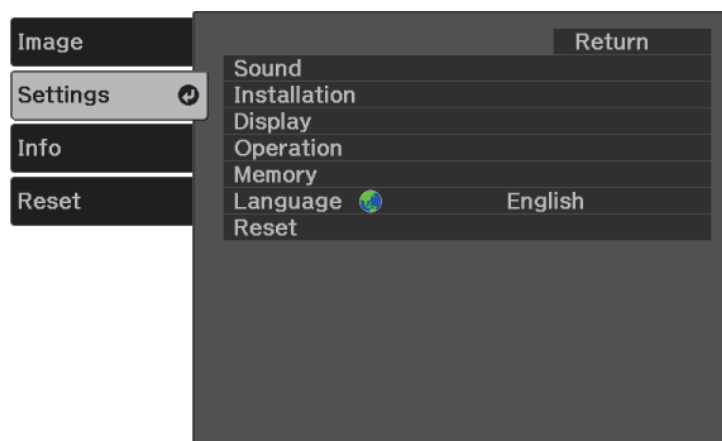 Image
Settings
Info
Reset
Return
Sound
Installation
Display
Operation
Memory
Language English
Reset